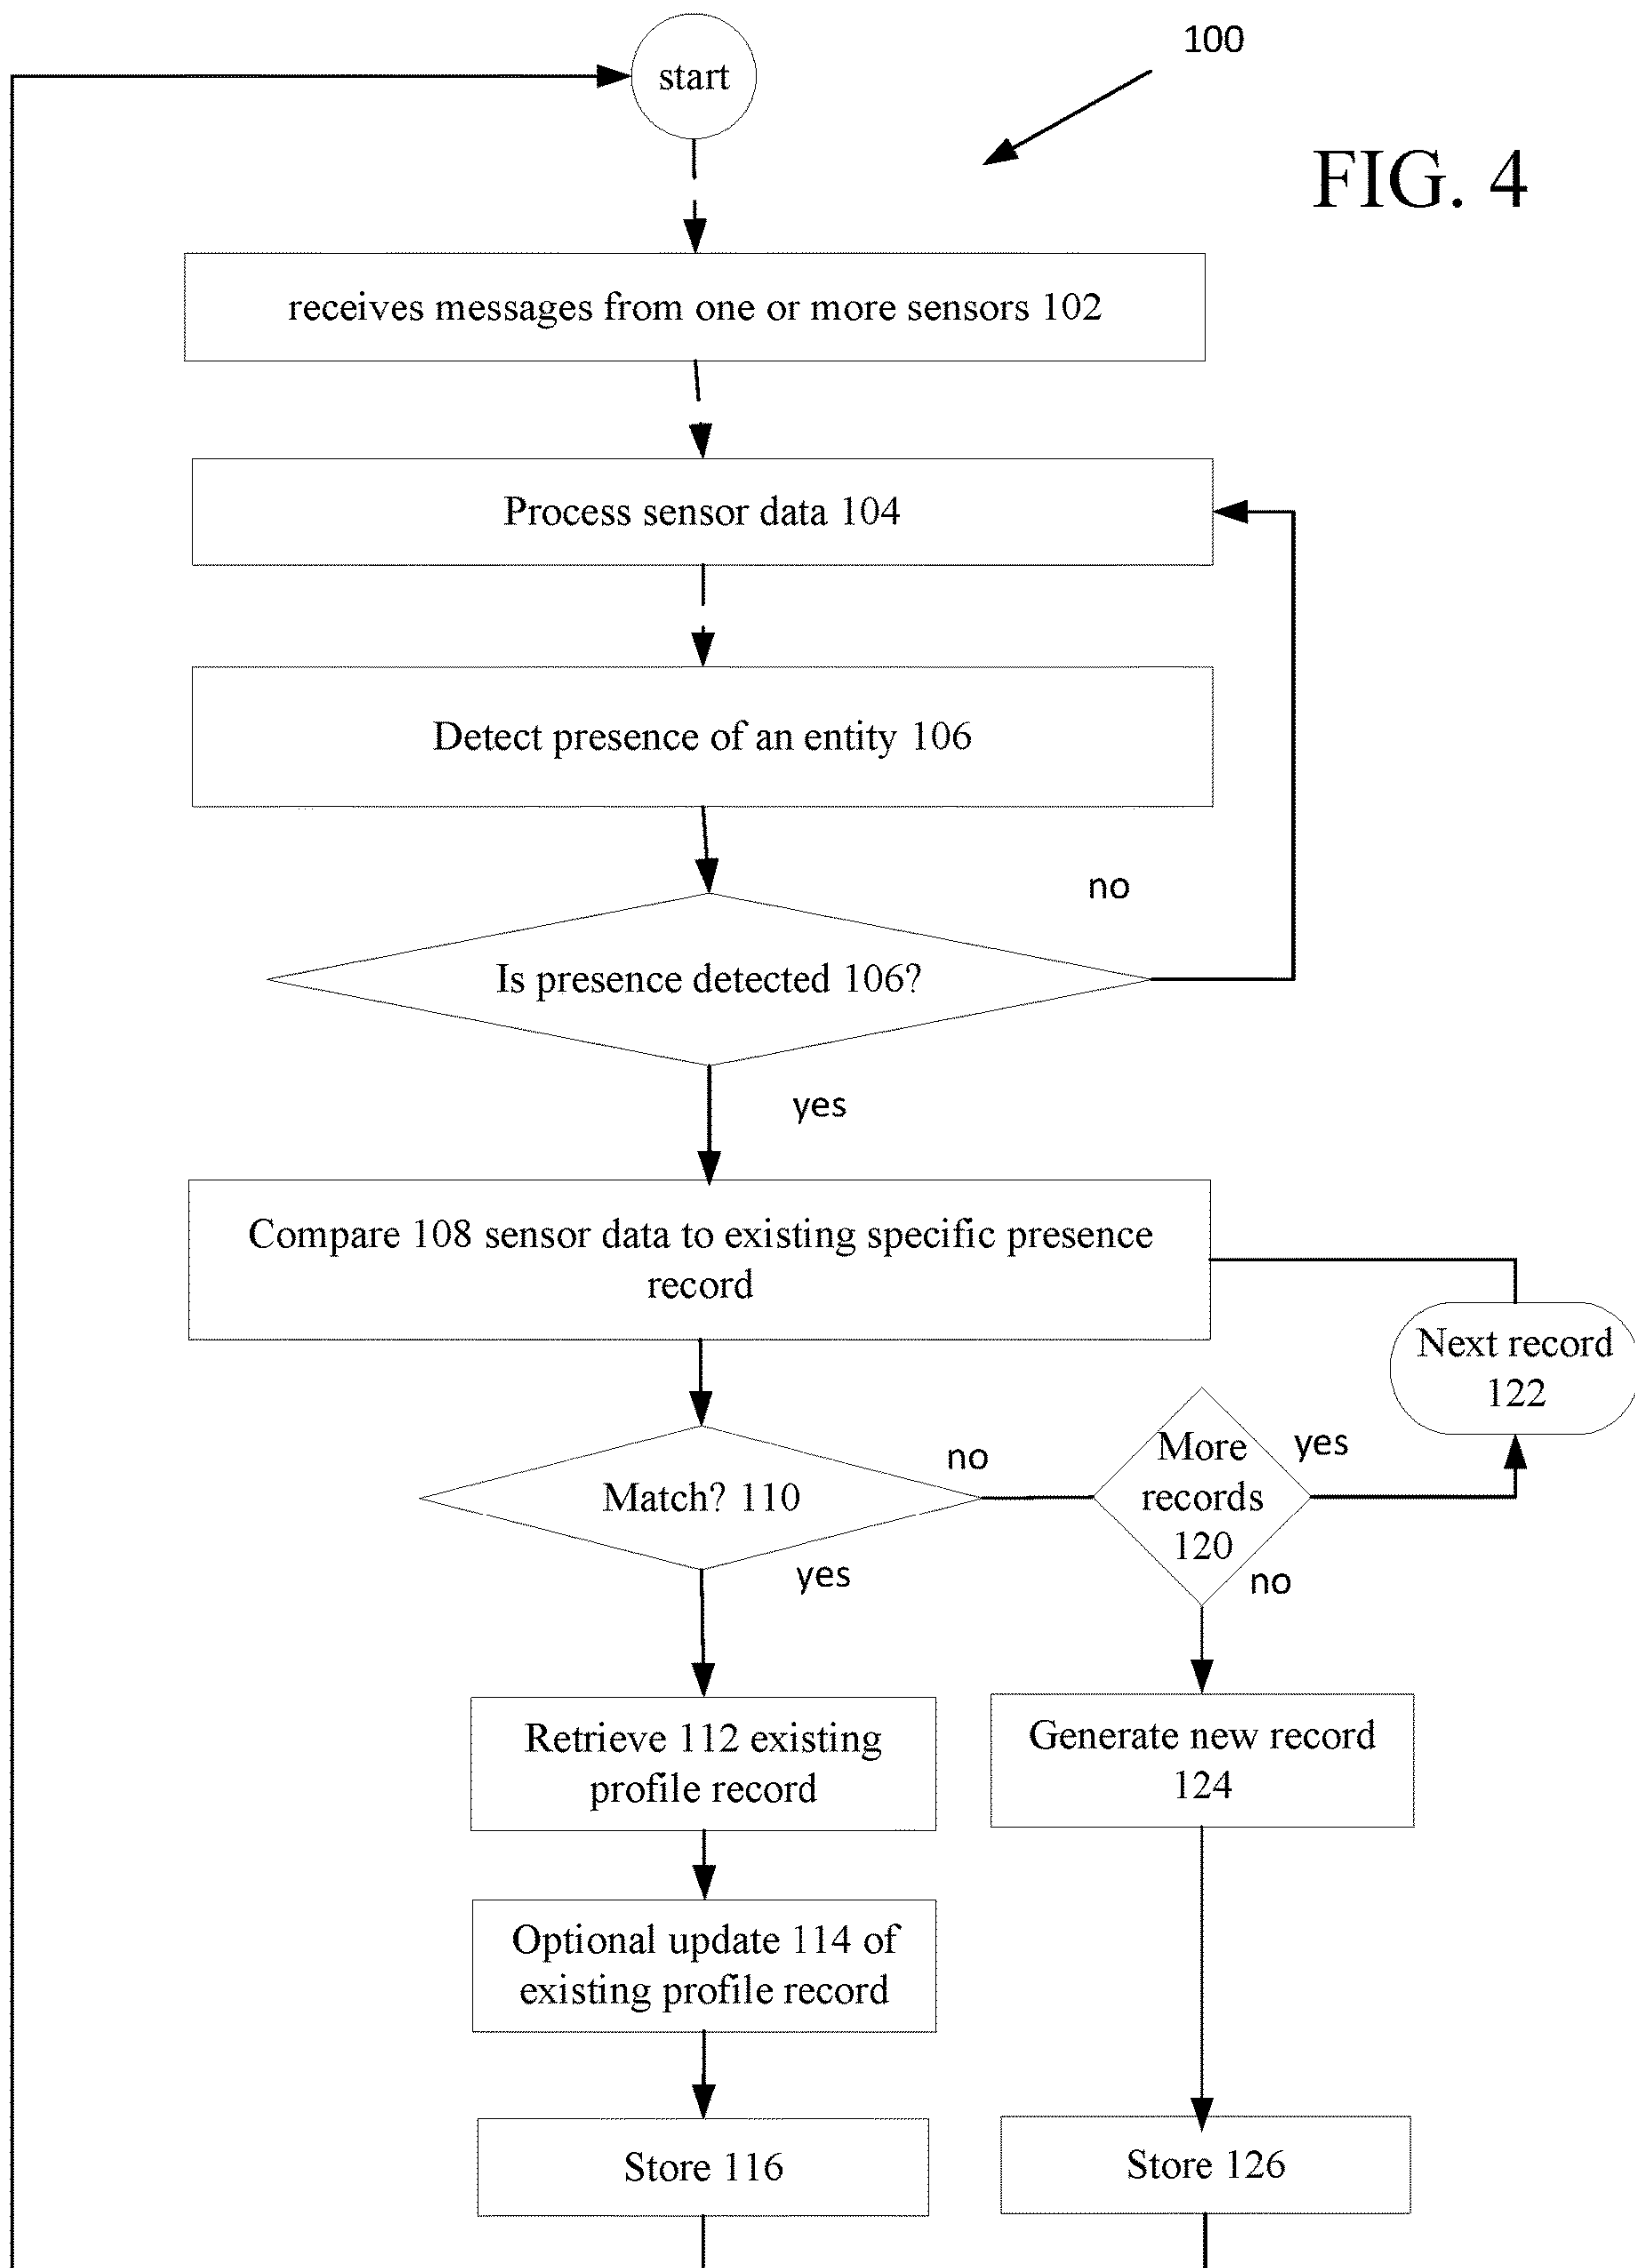 start
100
FIG. 4
receives messages from one or more sensors 102
Process sensor data 104
Detect presence of an entity 106
no
Is presence detected 106?
yes
Compare 108 sensor data to existing specific presence
record
Next record
122
no
More
records
120
yes
Match? 110
yes
no
Retrieve 112 existing
profile record
Generate new record
124
Optional update 114 of
existing profile record
Store 116
Store 126